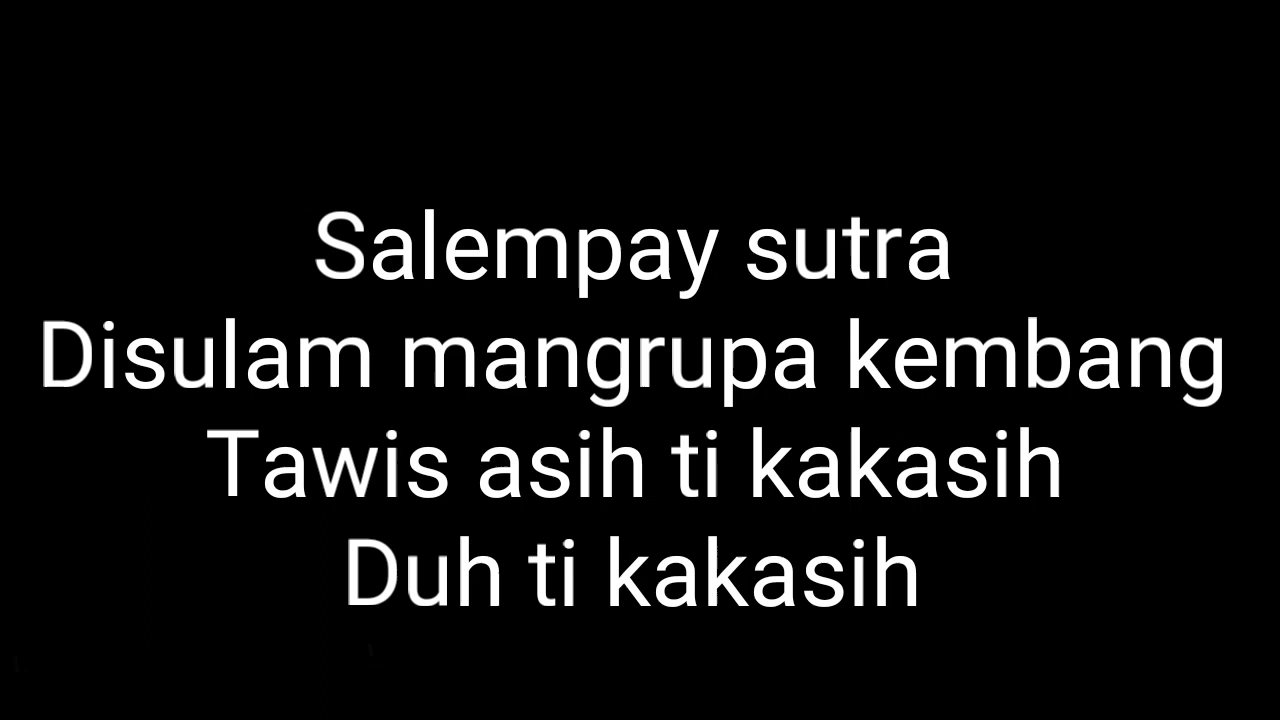 Salempay sutra
Disulam mangrupa kembang
Tawis asih ti kakasih
Duh ti kakasih